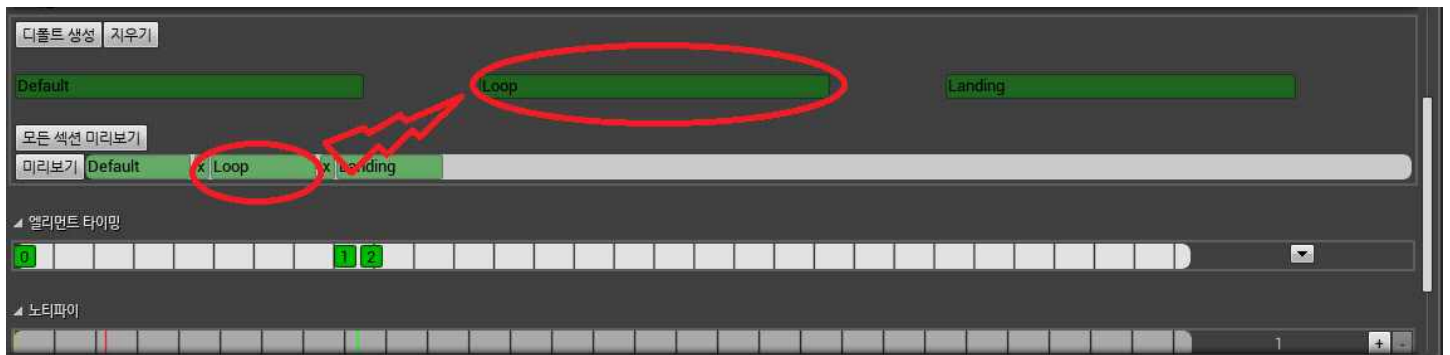 디폴트 생성 지우기
Default Loop Landing
모든 섹션 미리보기
미리보기 Default x Loop x Landing
엘리먼트 타이밍
0 1 2
노티파이
1 + -